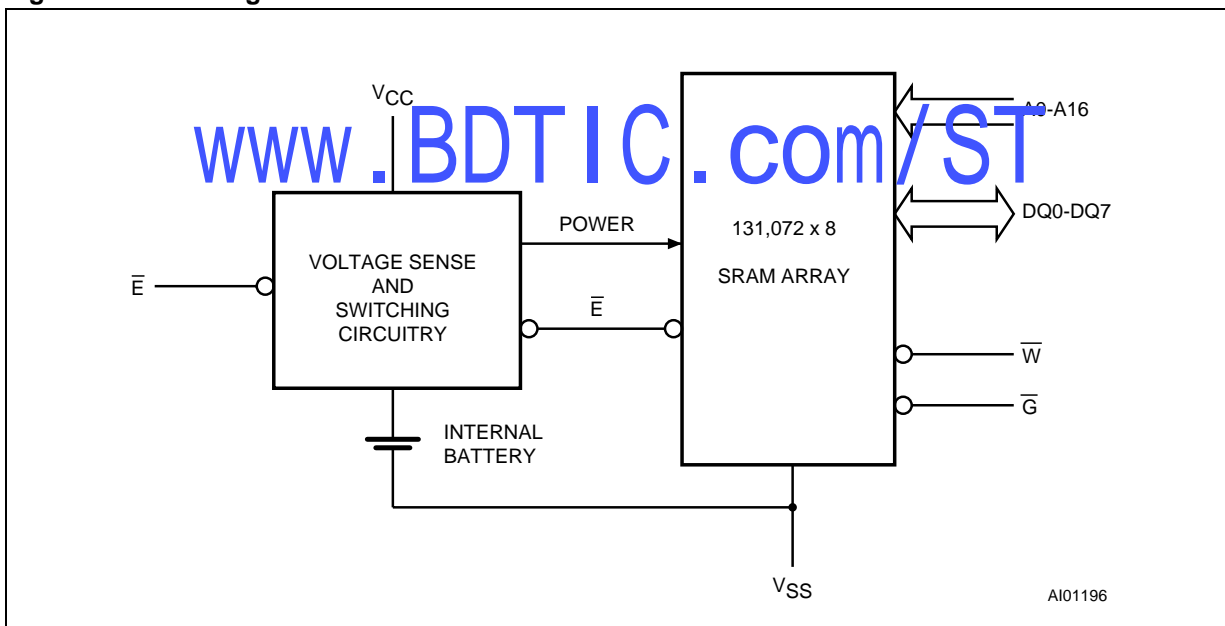 VCC
www.BDTIC.com/ST
A0-A16
DQ0-DQ7
POWER
131,072 x 8
SRAM ARRAY
E̅
VOLTAGE SENSE
AND
SWITCHING
CIRCUITRY
E̅
W̅
G̅
INTERNAL
BATTERY
VSS
AI01196